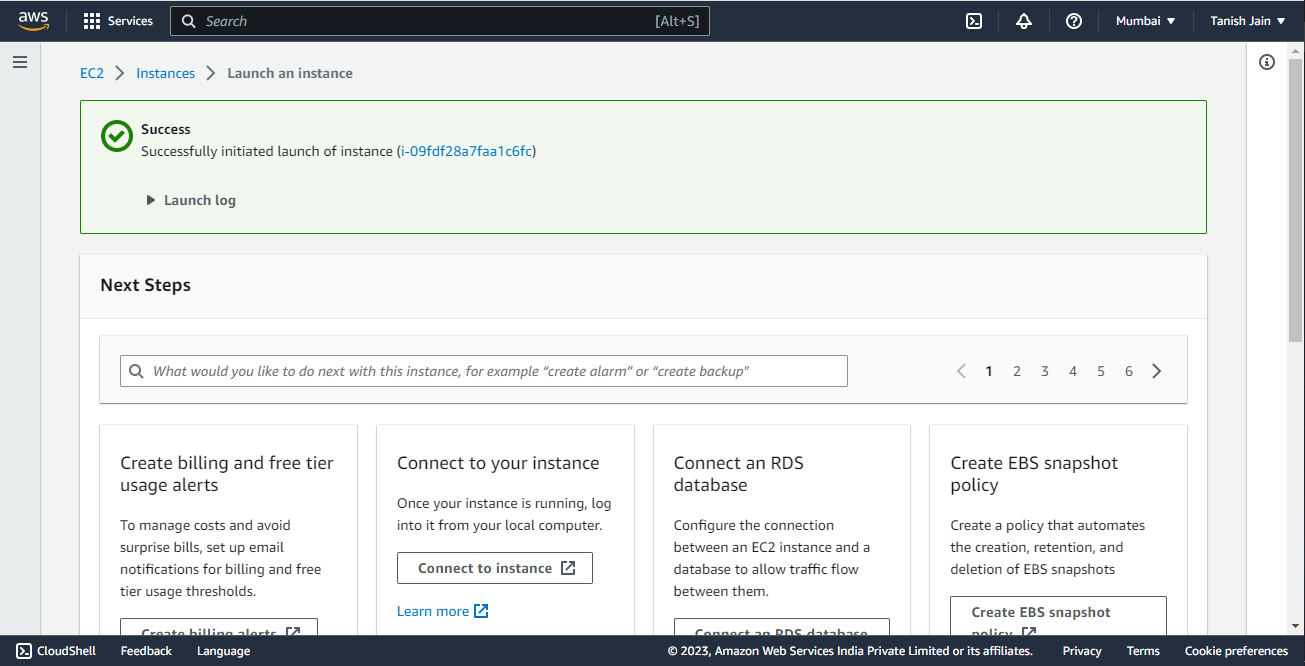 aws
Services
Search
[Alt+S]
Mumbai
Tanish Jain
EC2
Instances
Launch an instance
Success
Successfully initiated launch of instance (i-09fdf28a7faa1c6fc)
Launch log
Next Steps
What would you like to do next with this instance, for example “create alarm” or “create backup”
1 2 3 4 5 6
Create billing and free tier
usage alerts
To manage costs and avoid
surprise bills, set up email
notifications for billing and free
tier usage thresholds.
Create billing alerts
Connect to your instance
Once your instance is running, log
into it from your local computer.
Connect to instance
Learn more
Connect an RDS
database
Configure the connection
between an EC2 instance and a
database to allow traffic flow
between them.
Connect an RDS database
Create EBS snapshot
policy
Create a policy that automates
the creation, retention, and
deletion of EBS snapshots
Create EBS snapshot
policy
CloudShell
Feedback
Language
© 2023, Amazon Web Services India Private Limited or its affiliates.
Privacy
Terms
Cookie preferences